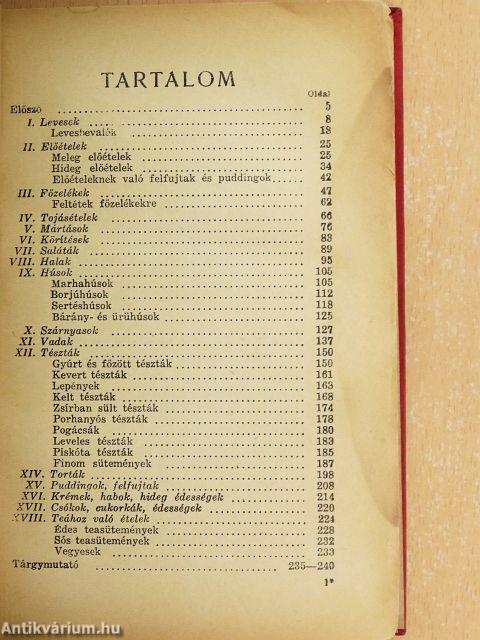 TARTALOM
Oldal
Előszó 5
I. Levesek 8
Levesbevalók 18
II. Előételek 25
Meleg előételek 25
Hideg előételek 34
Előételeknek való felfujtak és puddingok 42
III. Főzelékek 47
Feltétek főzelékekre 62
IV. Tojásételek 66
V. Mártások 76
VI. Körítések 83
VII. Saláták 89
VIII. Halak 95
IX. Húsok 105
Marhahúsok 105
Borjúhúsok 112
Sertéshúsok 118
Bárány- és ürühúsok 125
X. Szárnyasok 127
XI. Vadak 137
XII. Tészták 150
Gyúrt és főzött tészták 150
Kevert tészták 161
Lepények 163
Kelt tészták 168
Zsírban sült tészták 174
Porhanyós tészták 178
Pogácsák 180
Leveles tészták 183
Piskóta tészták 185
Finom sütemények 187
XIV. Torták 198
XV. Puddingok, felfujtak 208
XVI. Krémek, habok, hideg édességek 214
XVII. Csókok, cukorkák, édességek 220
XVIII. Teához való ételek 224
Édes teasütemények 228
Sós teasütemények 232
Vegyesek 233
Tárgymutató 235—240
1*
Antikvárium.hu